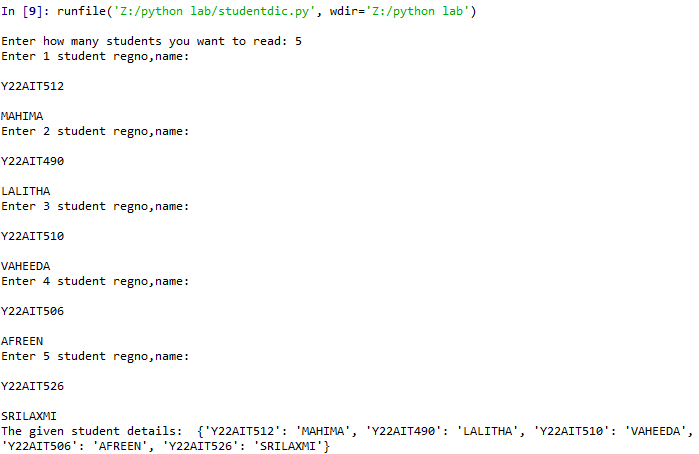 In [9]: runfile('Z:/python lab/studentdic.py', wdir='Z:/python lab')
Enter how many students you want to read: 5
Enter 1 student regno,name:
Y22AIT512
MAHIMA
Enter 2 student regno,name:
Y22AIT490
LALITHA
Enter 3 student regno,name:
Y22AIT510
VAHEEDA
Enter 4 student regno,name:
Y22AIT506
AFREEN
Enter 5 student regno,name:
Y22AIT526
SRILAXMI
The given student details:  {'Y22AIT512': 'MAHIMA', 'Y22AIT490': 'LALITHA', 'Y22AIT510': 'VAHEEDA',
'Y22AIT506': 'AFREEN', 'Y22AIT526': 'SRILAXMI'}